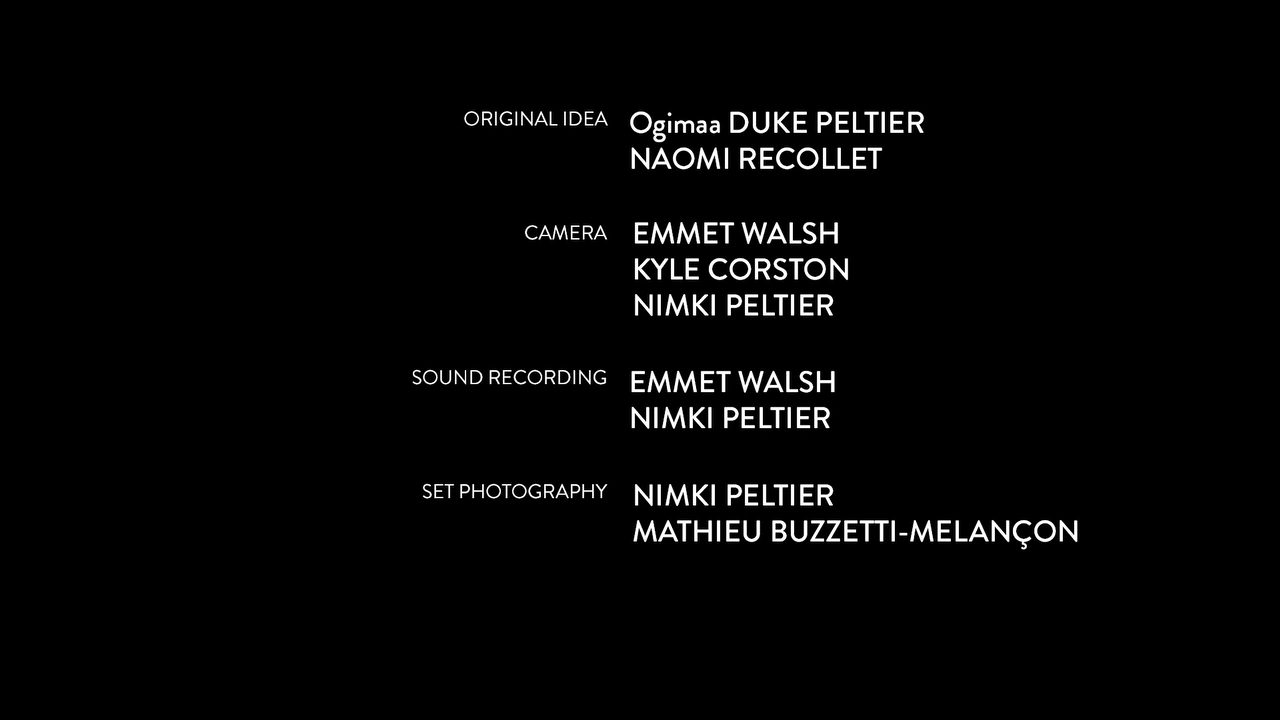 ORIGINAL IDEA Ogimaa DUKE PELTIER
NAOMI RECOLLET
CAMERA EMMET WALSH
KYLE CORSTON
NIMKI PELTIER
SOUND RECORDING EMMET WALSH
NIMKI PELTIER
SET PHOTOGRAPHY NIMKI PELTIER
MATHIEU BUZZETTI-MELANÇON